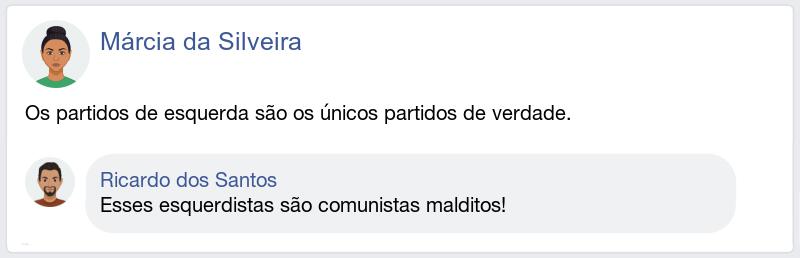 Márcia da Silveira
Os partidos de esquerda são os únicos partidos de verdade.
Ricardo dos Santos
Esses esquerdistas são comunistas malditos!